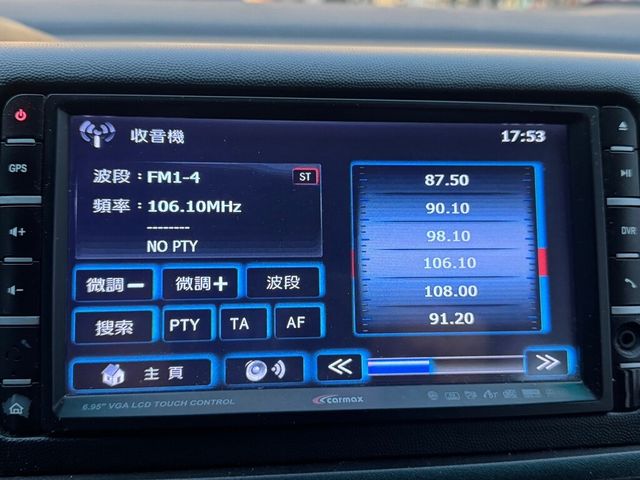 收音機
17:53
波段：FM1-4
ST
頻率：106.10MHz
--------
NO PTY
87.50
90.10
98.10
106.10
108.00
91.20
微調－
微調＋
波段
搜索
PTY
TA
AF
主頁
GPS
DVR
6.95" VGA LCD TOUCH CONTROL
carmax